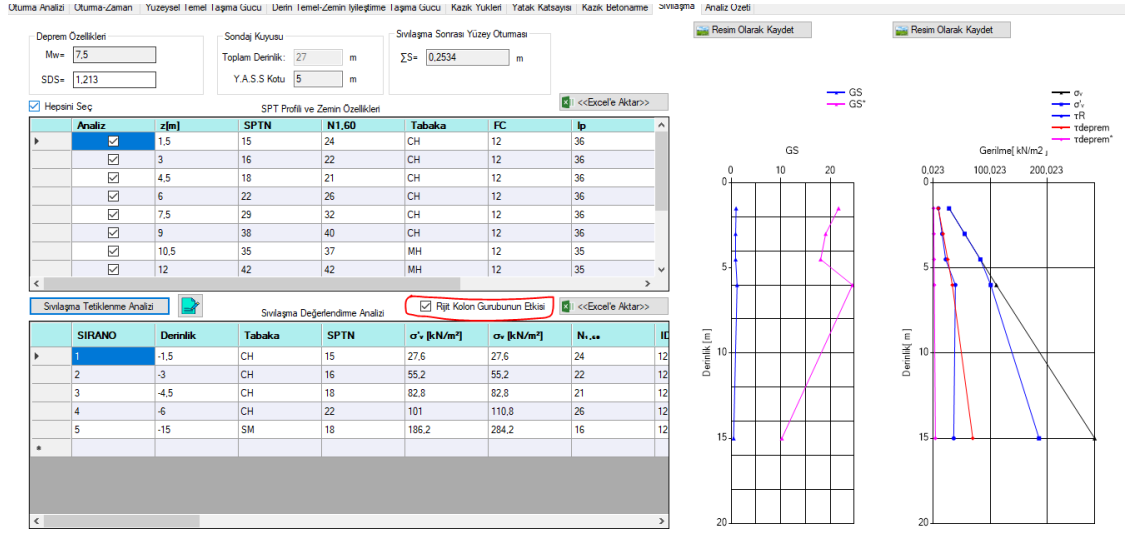 Oturma Analizi Oturma-Zaman Yüzeysel Temel Taşıma Gücü Derin Temel-Zemin İyileştirme Taşıma Gücü Kazık Yükleri Yatak Katsayısı Kazık Betonarme Sıvılaşma Analiz Özeti
Deprem Özellikleri
Mw= 7,5
SDS= 1,213
Sondaj Kuyusu
Toplam Derinlik: 27 m
Y.A.S.S Kotu 5 m
Sıvılaşma Sonrası Yüzey Oturması
∑S= 0,2534 m
Resim Olarak Kaydet
Resim Olarak Kaydet
Hepsini Seç
SPT Profili ve Zemin Özellikleri
<<Excel'e Aktar>>
Analiz z[m] SPTN N1,60 Tabaka FC Ip
1,5 15 24 CH 12 36
3 16 22 CH 12 36
4,5 18 21 CH 12 36
6 22 26 CH 12 36
7,5 29 32 CH 12 36
9 38 40 CH 12 36
10,5 35 37 MH 12 35
12 42 42 MH 12 35
Sıvılaşma Tetiklenme Analizi
Sıvılaşma Değerlendirme Analizi
Rijit Kolon Gurubunun Etkisi
<<Excel'e Aktar>>
SIRANO Derinlik Tabaka SPTN σ'ᵥ [kN/m²] σᵥ [kN/m²] N₁,₆₀
1 -1,5 CH 15 27,6 27,6 24 12
2 -3 CH 16 55,2 55,2 22 12
3 -4,5 CH 18 82,8 82,8 21 12
4 -6 CH 22 101 110,8 26 12
5 -15 SM 18 186,2 284,2 16 12
GS
GS*
GS
0 10 20
0
5
10
15
20
Derinlik [ m ]
σᵥ
σ'ᵥ
τR
τdeprem
τdeprem*
Gerilme[ kN/m2 ]
0,023 100,023 200,023
0
5
10
15
20
Derinlik[ m ]